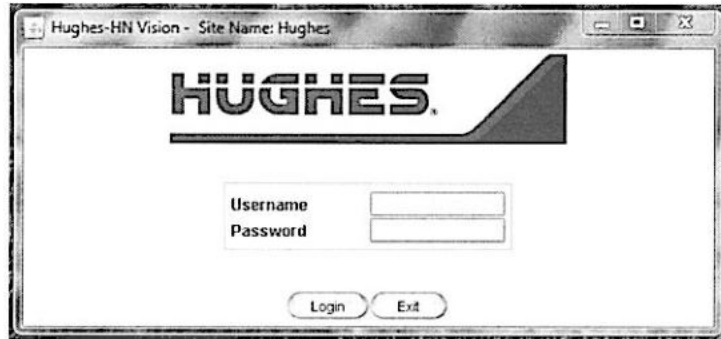 Hughes-HN Vision - Site Name: Hughes
HUGHES.
Username
Password
Login Exit